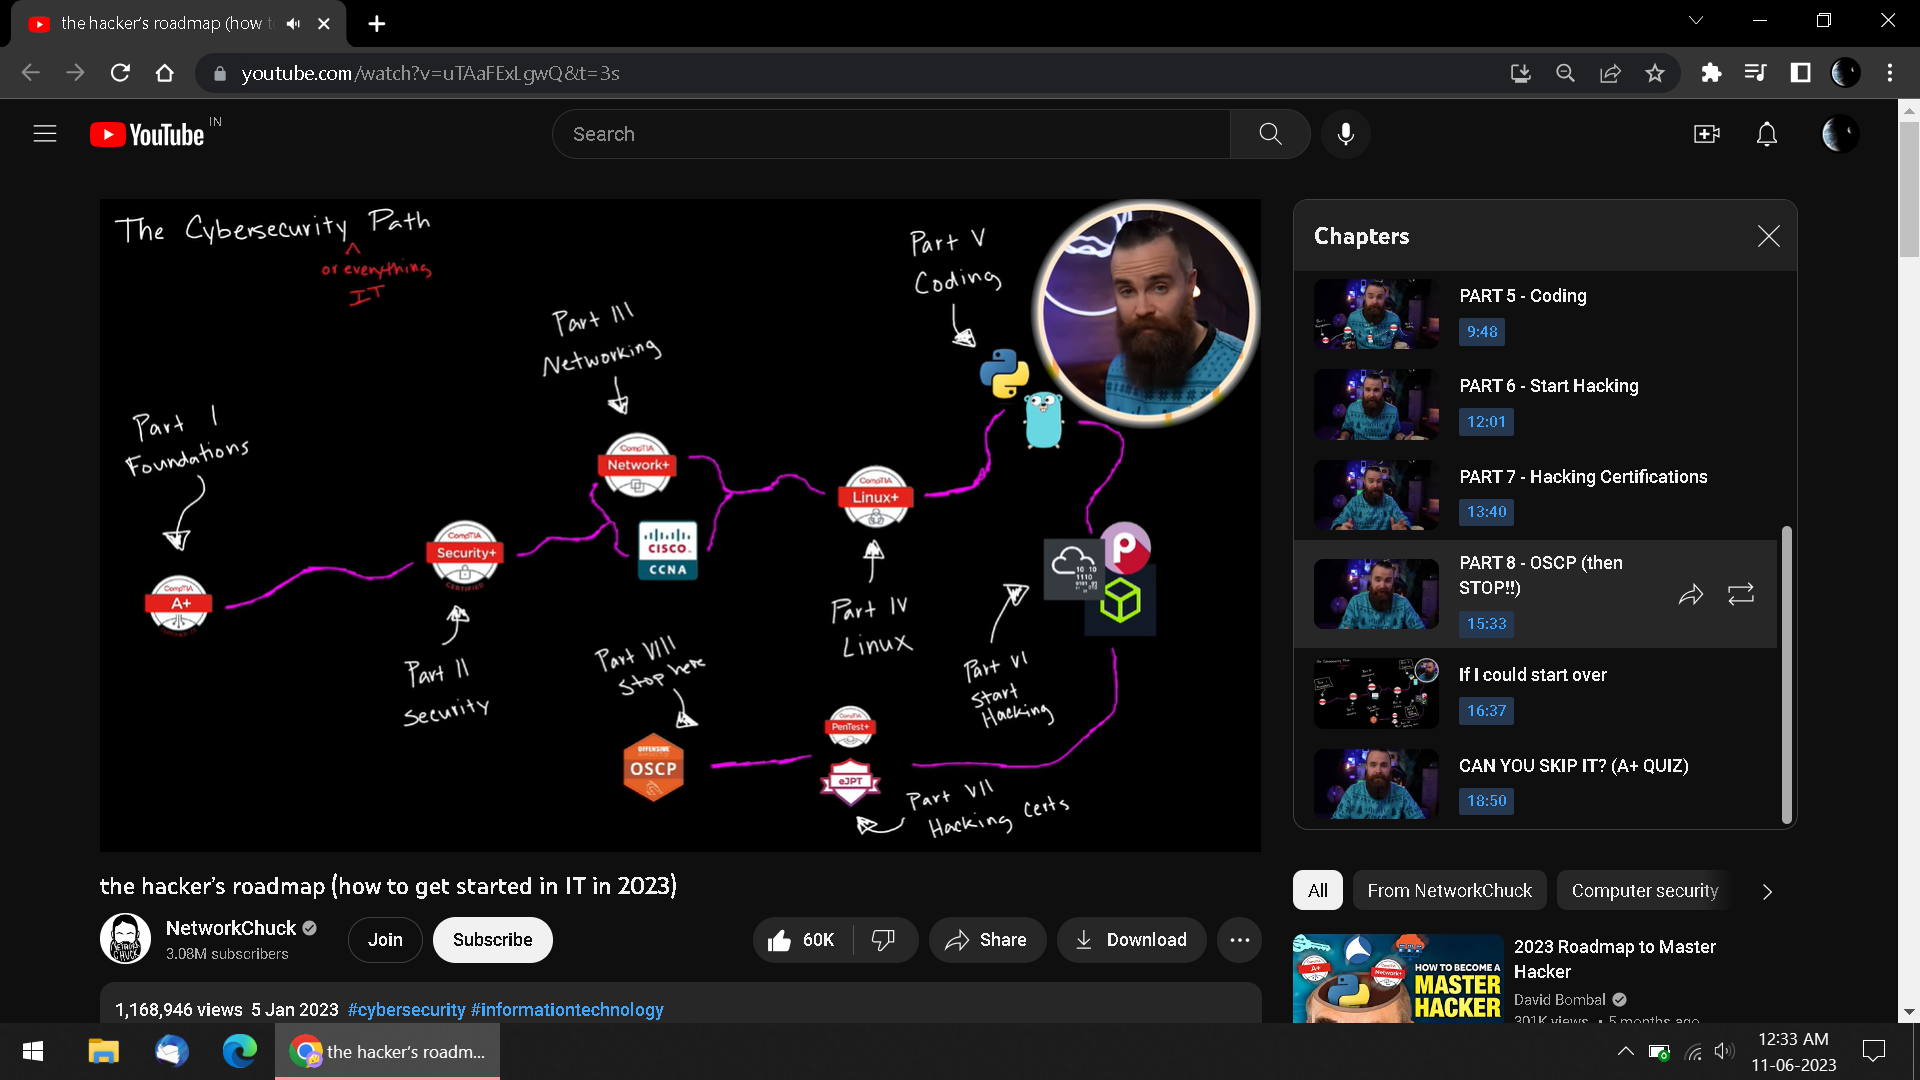 the hacker's roadmap (how to
youtube.com/watch?v=uTAaFExLgwQ&t=3s
YouTube IN
Search
The Cybersecurity Path
^
or everything
IT
Part I
Foundations
CompTIA
A+
CompTIA
Security+
CERTIFIED
Part II
Security
Part III
Networking
CompTIA
Network+
CISCO
CCNA
CompTIA
Linux+
Part IV
Linux
Part V
Coding
Part VI
Start
Hacking
CompTIA
PenTest+
eJPT
Part VII
Hacking Certs
Part VIII
Stop here
OFFENSIVE
OSCP
Chapters
PART 5 - Coding
9:48
PART 6 - Start Hacking
12:01
PART 7 - Hacking Certifications
13:40
PART 8 - OSCP (then
STOP!!)
15:33
If I could start over
16:37
CAN YOU SKIP IT? (A+ QUIZ)
18:50
the hacker's roadmap (how to get started in IT in 2023)
NetworkChuck
3.08M subscribers
Join
Subscribe
60K
Share
Download
1,168,946 views 5 Jan 2023 #cybersecurity #informationtechnology
All
From NetworkChuck
Computer security
A+
Network+
HOW TO BECOME A
MASTER
HACKER
2023 Roadmap to Master
Hacker
David Bombal
301K views • 5 months ago
the hacker's roadm...
12:33 AM
11-06-2023